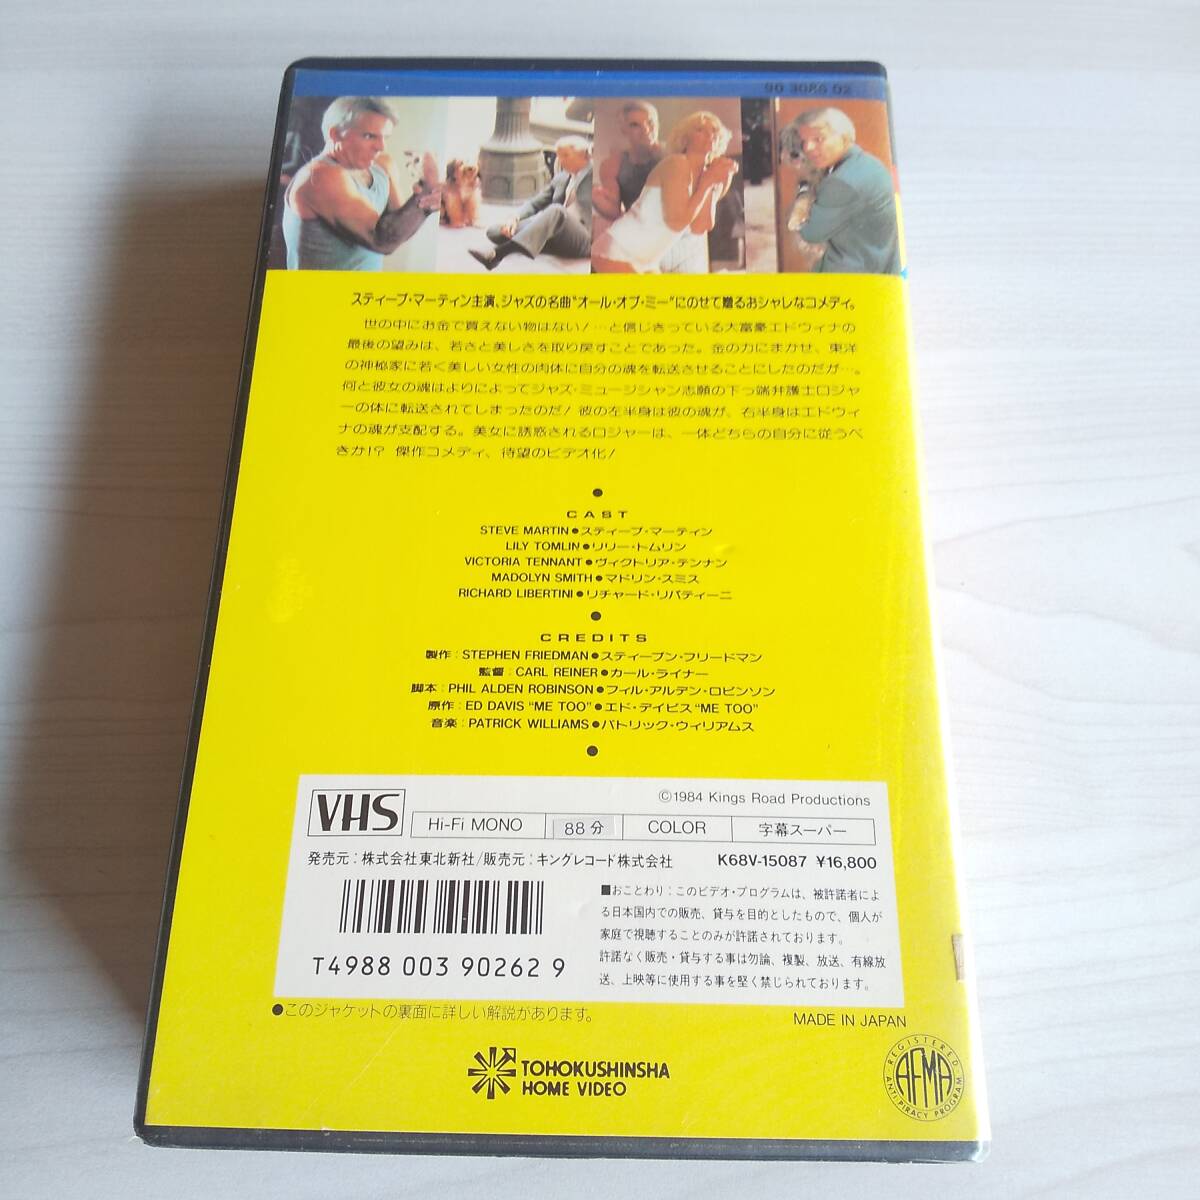 90 3086 02
スティーブ・マーティン主演、ジャズの名曲“オール・オブ・ミー”にのせて贈るおシャレなコメディ。
世の中にお金で買えない物はない！…と信じきっている大富豪エドウィナの
最後の望みは、若さと美しさを取り戻すことであった。金の力にまかせ、東洋
の神秘家に若く美しい女性の肉体に自分の魂を転送させることにしたのだが…。
何と彼女の魂はよりによってジャズ・ミュージシャン志願の下っ端弁護士ロジャ
ーの体に転送されてしまったのだ！彼の左半身は彼の魂が、右半身はエドウィ
ナの魂が支配する。美女に誘惑されるロジャーは、一体どちらの自分に従うべ
きか!? 傑作コメディ、待望のビデオ化！
CAST
STEVE MARTIN●スティーブ・マーティン
LILY TOMLIN●リリー・トムリン
VICTORIA TENNANT●ヴィクトリア・テンナン
MADOLYN SMITH●マドリン・スミス
RICHARD LIBERTINI●リチャード・リバティーニ
CREDITS
製作：STEPHEN FRIEDMAN●スティーブン・フリードマン
監督：CARL REINER●カール・ライナー
脚本：PHIL ALDEN ROBINSON●フィル・アルデン・ロビンソン
原作：ED DAVIS “ME TOO”●エド・デイビス“ME TOO”
音楽：PATRICK WILLIAMS●パトリック・ウィリアムス
©1984 Kings Road Productions
VHS Hi-Fi MONO 88分 COLOR 字幕スーパー
発売元：株式会社東北新社/販売元：キングレコード株式会社 K68V-15087 ¥16,800
■おことわり：このビデオ・プログラムは、被許諾者によ
る日本国内での販売、貸与を目的としたもので、個人が
家庭で視聴することのみが許諾されております。
許諾なく販売・貸与する事は勿論、複製、放送、有線放
送、上映等に使用する事を堅く禁じられております。
T4988 003 90262 9
●このジャケットの裏面に詳しい解説があります。
MADE IN JAPAN
TOHOKUSHINSHA
HOME VIDEO
REGISTERED
AFMA
ANTI-PIRACY PROGRAM